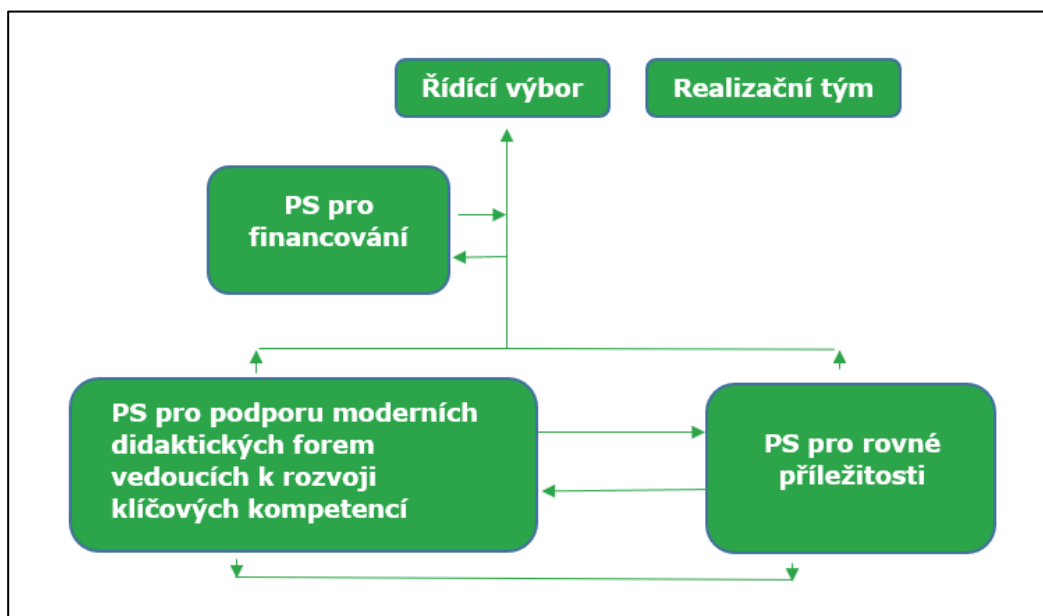 Řídící výbor
Realizační tým
PS pro
financování
PS pro podporu moderních
didaktických forem
vedoucích k rozvoji
klíčových kompetencí
PS pro rovné
příležitosti